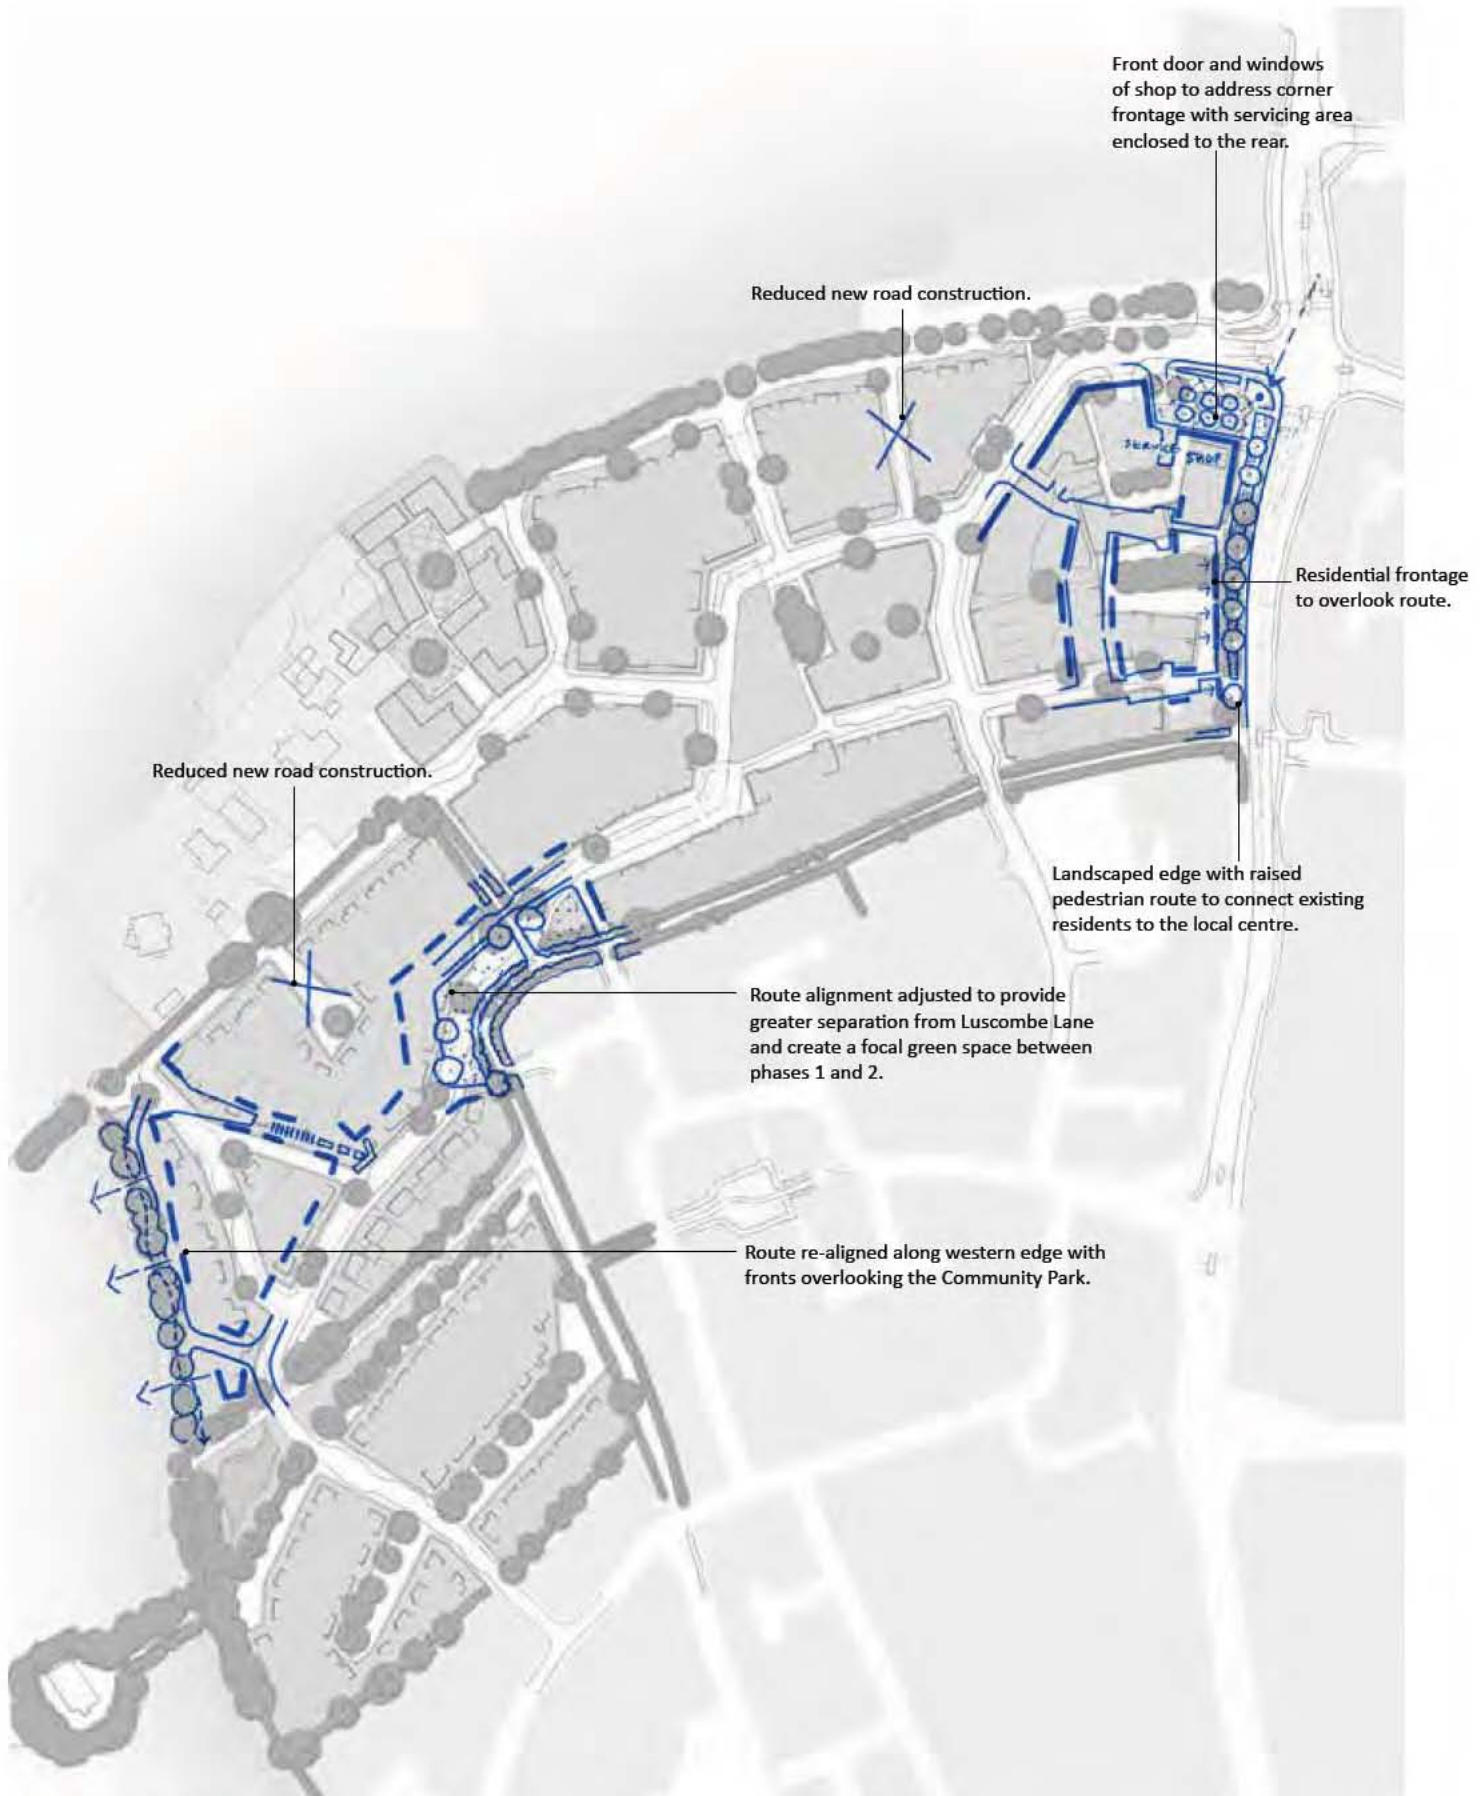 Front door and windows
of shop to address corner
frontage with servicing area
enclosed to the rear.
Reduced new road construction.
SERVICE SHOP
Residential frontage
to overlook route.
Reduced new road construction.
Landscaped edge with raised
pedestrian route to connect existing
residents to the local centre.
Route alignment adjusted to provide
greater separation from Luscombe Lane
and create a focal green space between
phases 1 and 2.
Route re-aligned along western edge with
fronts overlooking the Community Park.